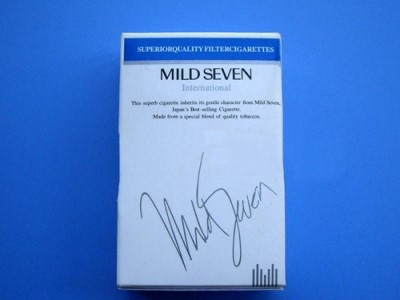 SUPERIORQUALITY FILTERCIGARETTES
MILD SEVEN
International
This superb cigarette inherits its gentle character from Mild Seven,
Japan's Best-selling Cigarette.
Made from a special blend of quality tobaccos.
Mild Seven